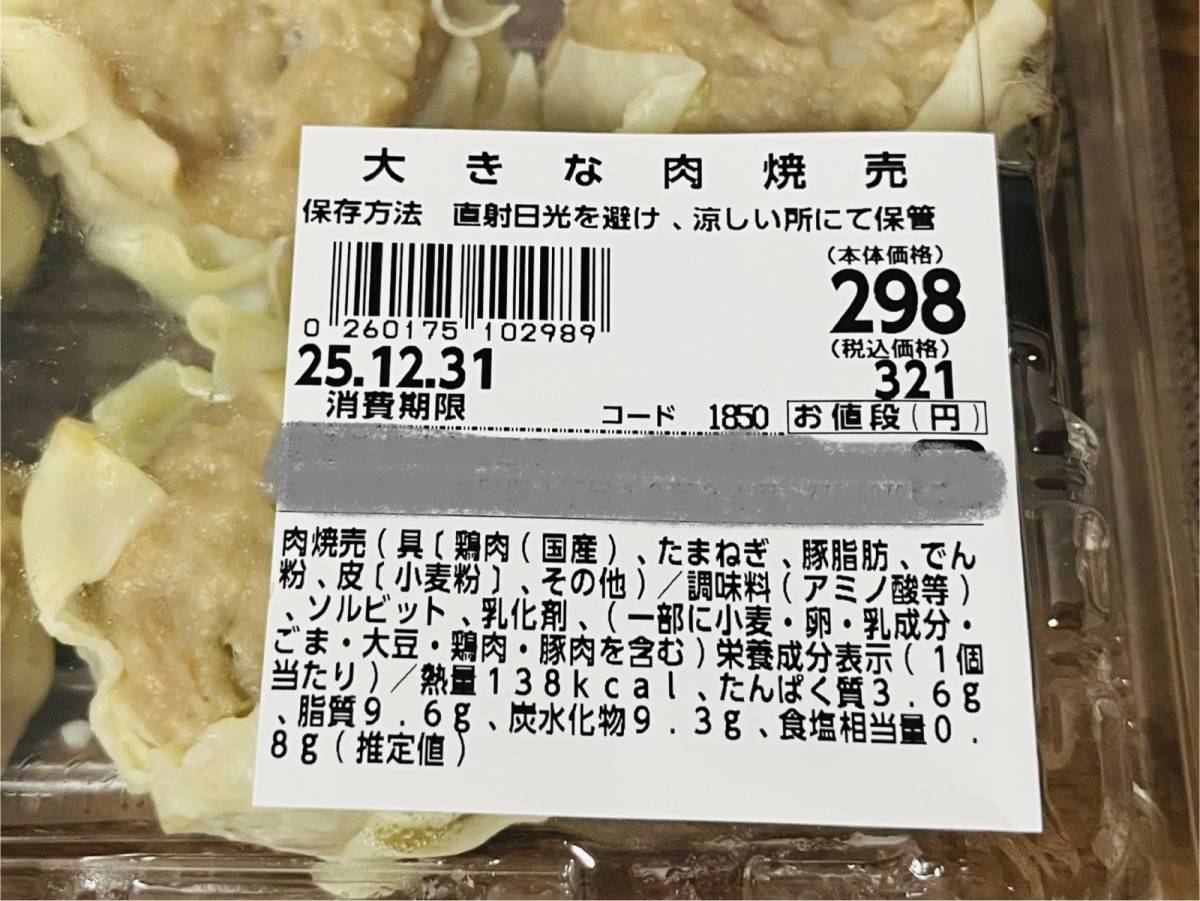 大きな肉焼売
保存方法　直射日光を避け、涼しい所にて保管
(本体価格)
298
0 260175 102989
(税込価格)
25.12.31
321
消費期限
コード　1850　お値段(円)
肉焼売(具〔鶏肉(国産)、たまねぎ、豚脂肪、でん
粉、皮〔小麦粉〕、その他)／調味料(アミノ酸等)
、ソルビット、乳化剤、(一部に小麦・卵・乳成分・
ごま・大豆・鶏肉・豚肉を含む)栄養成分表示(1個
当たり)／熱量138kcal、たんぱく質3.6g
、脂質9.6g、炭水化物9.3g、食塩相当量0.
8g(推定値)